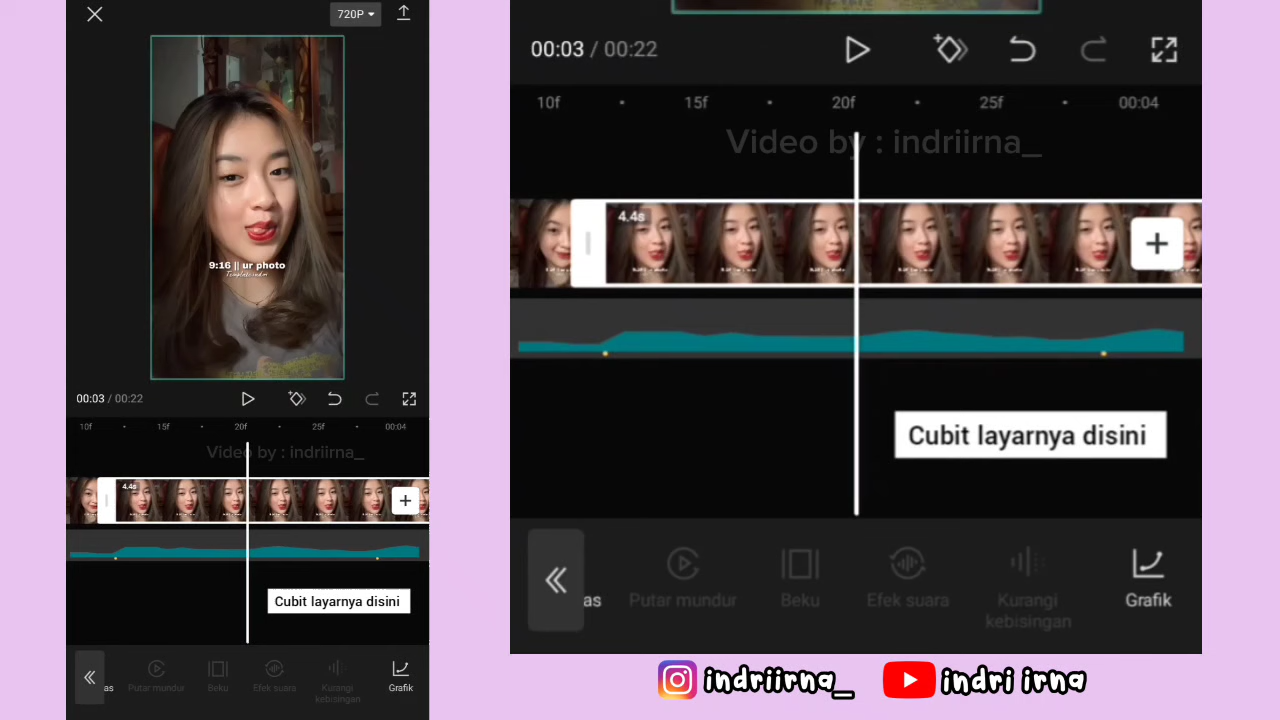 720P
9:16 || ur photo
00:03 / 00:22
10f
15f
20f
25f
00:04
Video by : indriirna_
4.4s
Cubit layarnya disini
as
Putar mundur
Beku
Efek suara
Kurangi
kebisingan
Grafik
00:03 / 00:22
10f
15f
20f
25f
00:04
Video by : indriirna_
4.4s
Cubit layarnya disini
as
Putar mundur
Beku
Efek suara
Kurangi
kebisingan
Grafik
indriirna_
indri irna